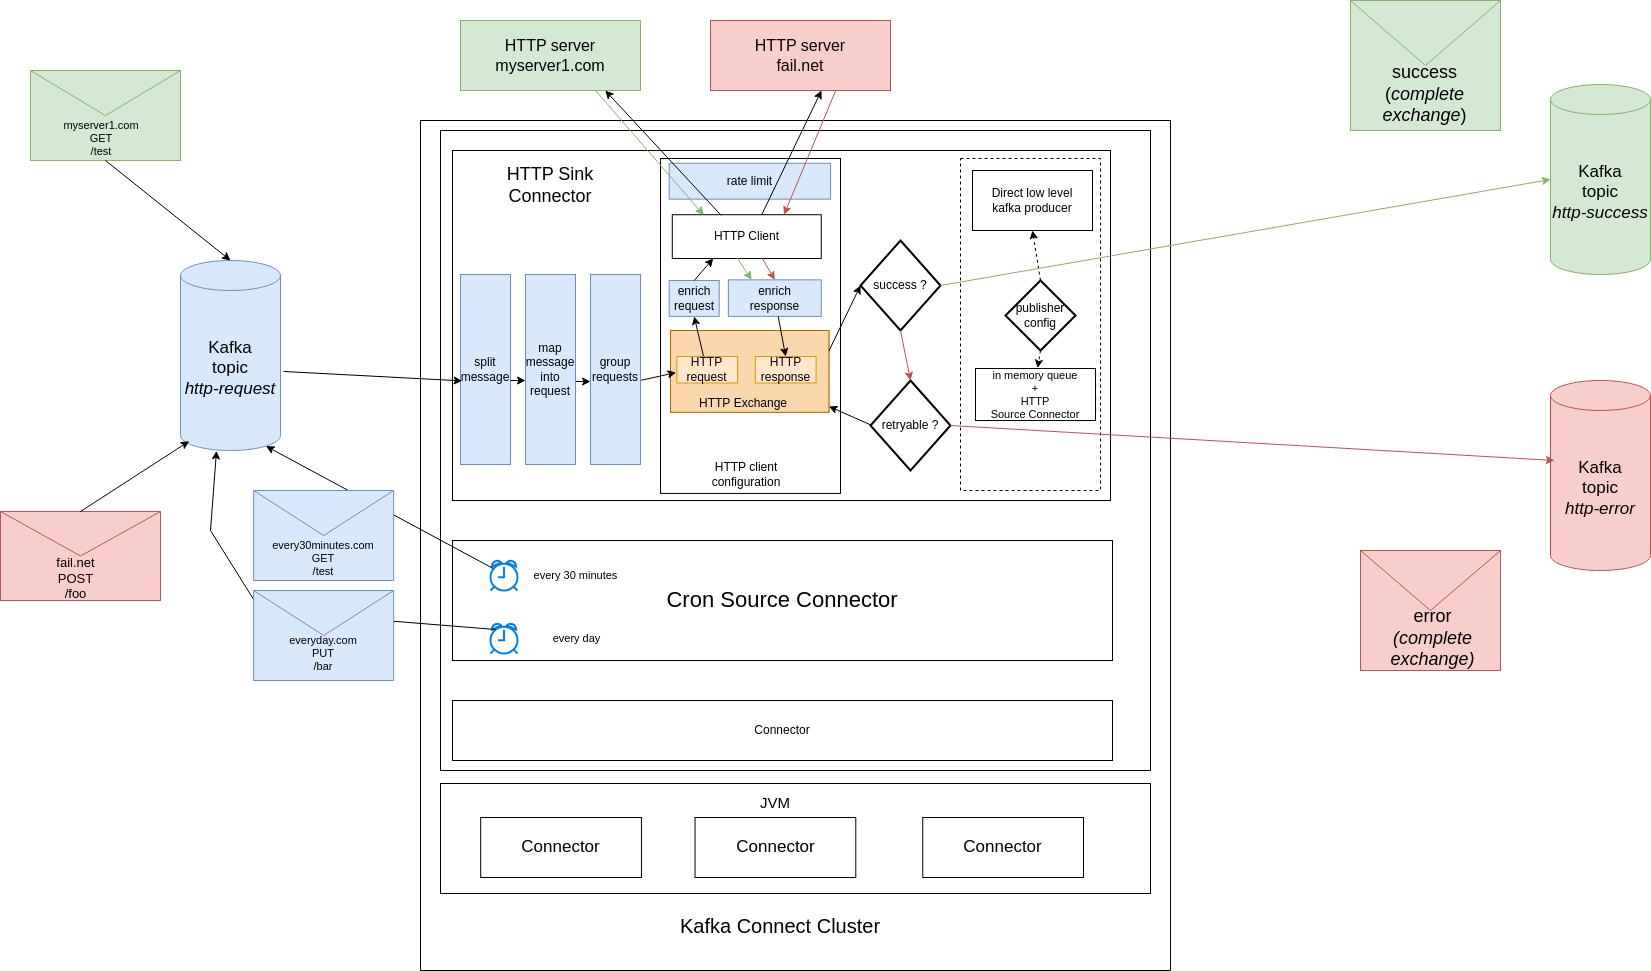 HTTP server
myserver1.com
HTTP server
fail.net
success
(complete
exchange)
myserver1.com
GET
/test
Kafka
topic
http-success
HTTP Sink
Connector
rate limit
HTTP Client
Direct low level
kafka producer
enrich
request
enrich
response
success ?
publisher
config
Kafka
topic
http-request
split
message
map
message
into
request
group
requests
HTTP
request
HTTP
response
HTTP Exchange
in memory queue
+
HTTP
Source Connector
retryable ?
HTTP client
configuration
Kafka
topic
http-error
fail.net
POST
/foo
every30minutes.com
GET
/test
everyday.com
PUT
/bar
every 30 minutes
Cron Source Connector
every day
error
(complete
exchange)
Connector
JVM
Connector
Connector
Connector
Kafka Connect Cluster